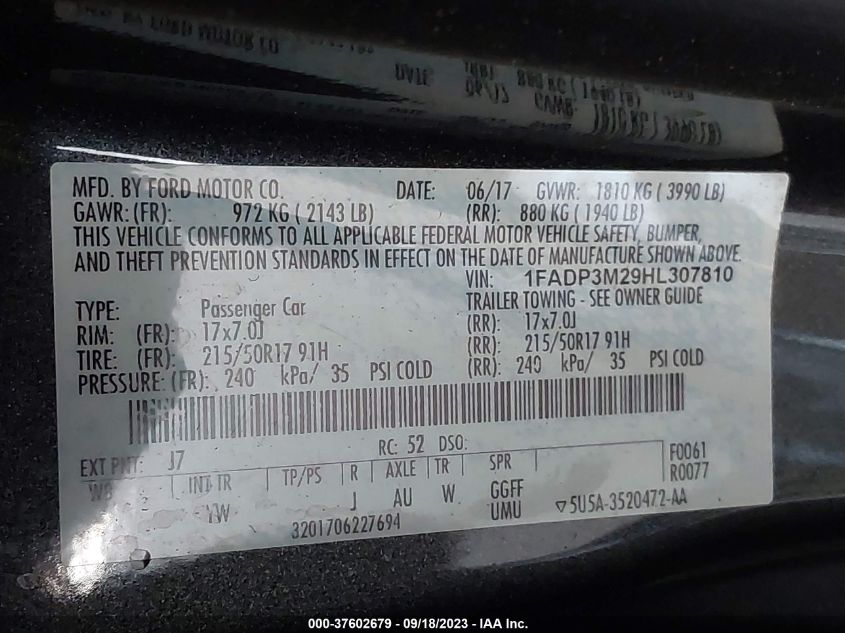 MFD. BY FORD MOTOR CO. DATE: 06/17 GVWR: 1810 KG ( 3990 LB)
GAWR: (FR): 972 KG ( 2143 LB) (RR): 880 KG ( 1940 LB)
THIS VEHICLE CONFORMS TO ALL APPLICABLE FEDERAL MOTOR VEHICLE SAFETY, BUMPER,
AND THEFT PREVENTION STANDARDS IN EFFECT ON THE DATE OF MANUFACTURE SHOWN ABOVE.
VIN: 1FADP3M29HL307810
TYPE: Passenger Car TRAILER TOWING - SEE OWNER GUIDE
RIM: (FR): 17x7.0J (RR): 17x7.0J
TIRE: (FR): 215/50R17 91H (RR): 215/50R17 91H
PRESSURE: (FR): 240 kPa/ 35 PSI COLD (RR): 240 kPa/ 35 PSI COLD
EXT PNT: J7 RC: 52 DSO: F0061
WB INT TR TP/PS R AXLE TR SPR R0077
YW J AU W GGFF
UMU
3201706227694 ▽5U5A-3520472-AA
000-37602679 - 09/18/2023 - IAA Inc.